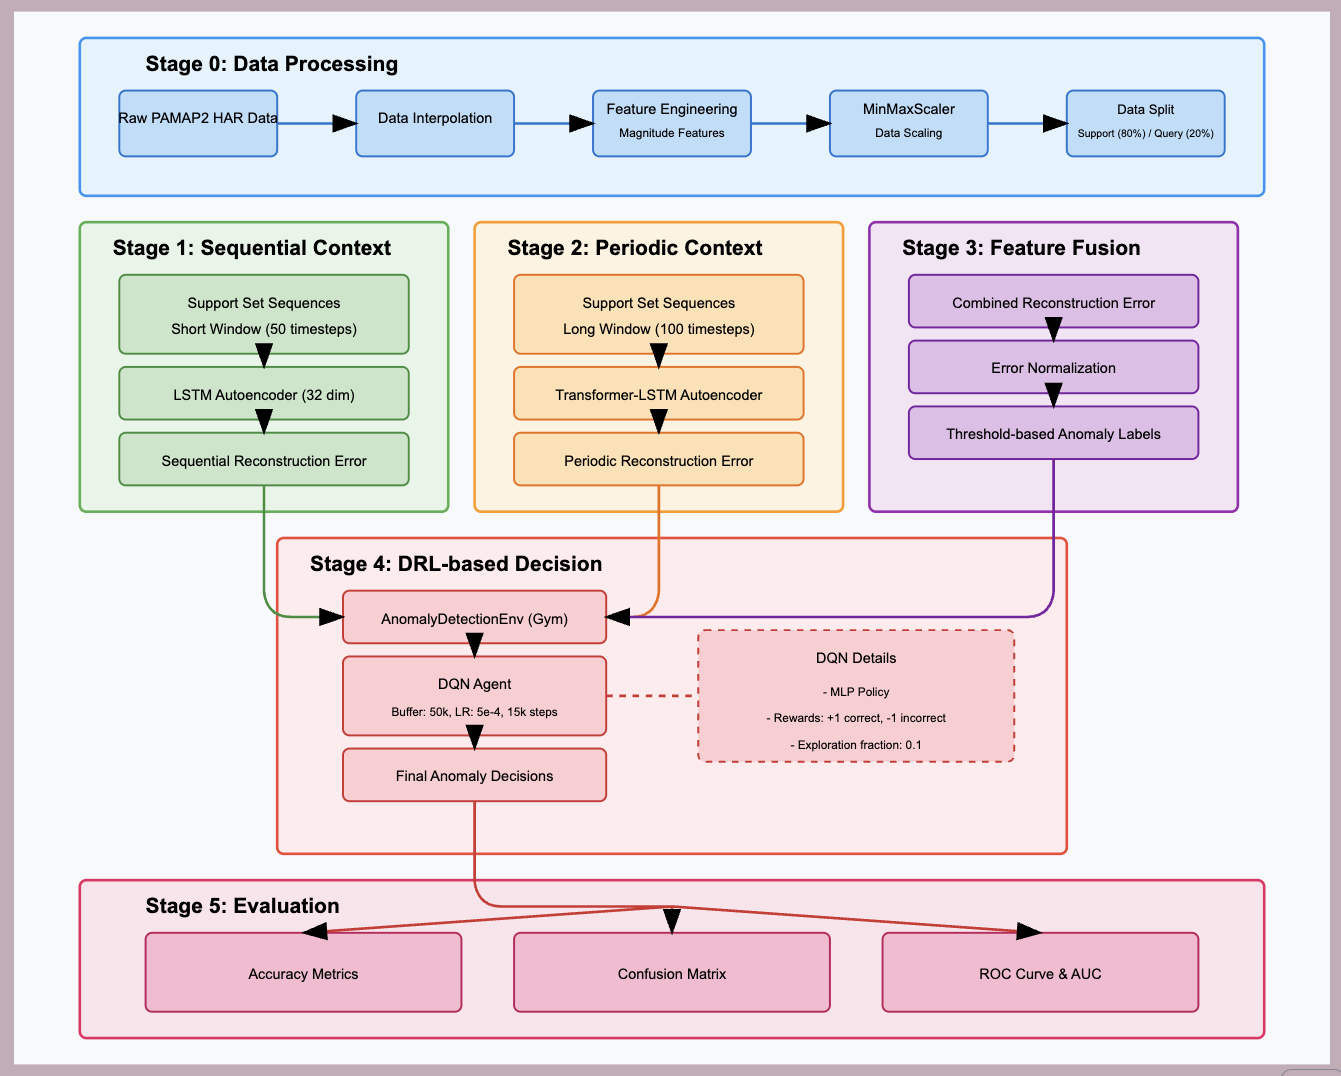 Stage 0: Data Processing
Raw PAMAP2 HAR Data
Data Interpolation
Feature Engineering
Magnitude Features
MinMaxScaler
Data Scaling
Data Split
Support (80%) / Query (20%)
Stage 1: Sequential Context
Support Set Sequences
Short Window (50 timesteps)
LSTM Autoencoder (32 dim)
Sequential Reconstruction Error
Stage 2: Periodic Context
Support Set Sequences
Long Window (100 timesteps)
Transformer-LSTM Autoencoder
Periodic Reconstruction Error
Stage 3: Feature Fusion
Combined Reconstruction Error
Error Normalization
Threshold-based Anomaly Labels
Stage 4: DRL-based Decision
AnomalyDetectionEnv (Gym)
DQN Agent
Buffer: 50k, LR: 5e-4, 15k steps
Final Anomaly Decisions
DQN Details
- MLP Policy
- Rewards: +1 correct, -1 incorrect
- Exploration fraction: 0.1
Stage 5: Evaluation
Accuracy Metrics
Confusion Matrix
ROC Curve & AUC